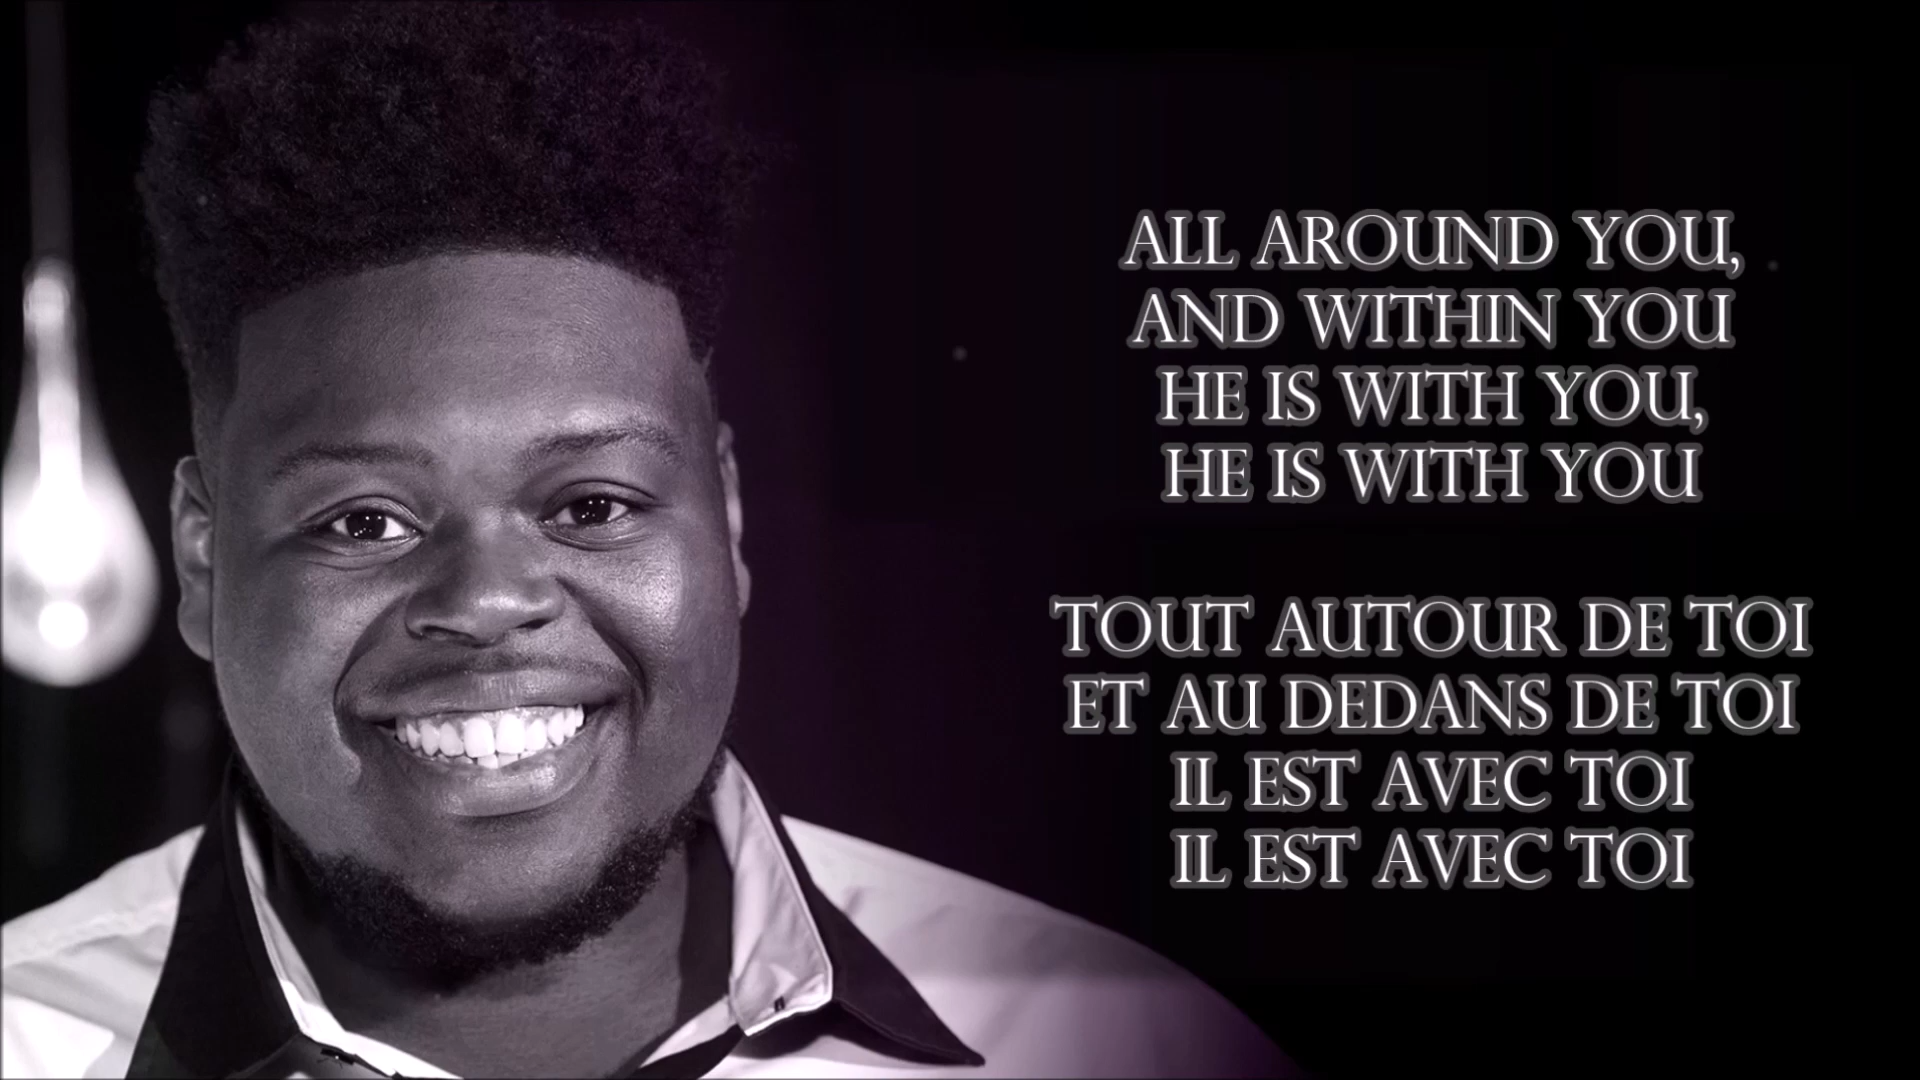 ALL AROUND YOU,
AND WITHIN YOU
HE IS WITH YOU,
HE IS WITH YOU
TOUT AUTOUR DE TOI
ET AU DEDANS DE TOI
IL EST AVEC TOI
IL EST AVEC TOI